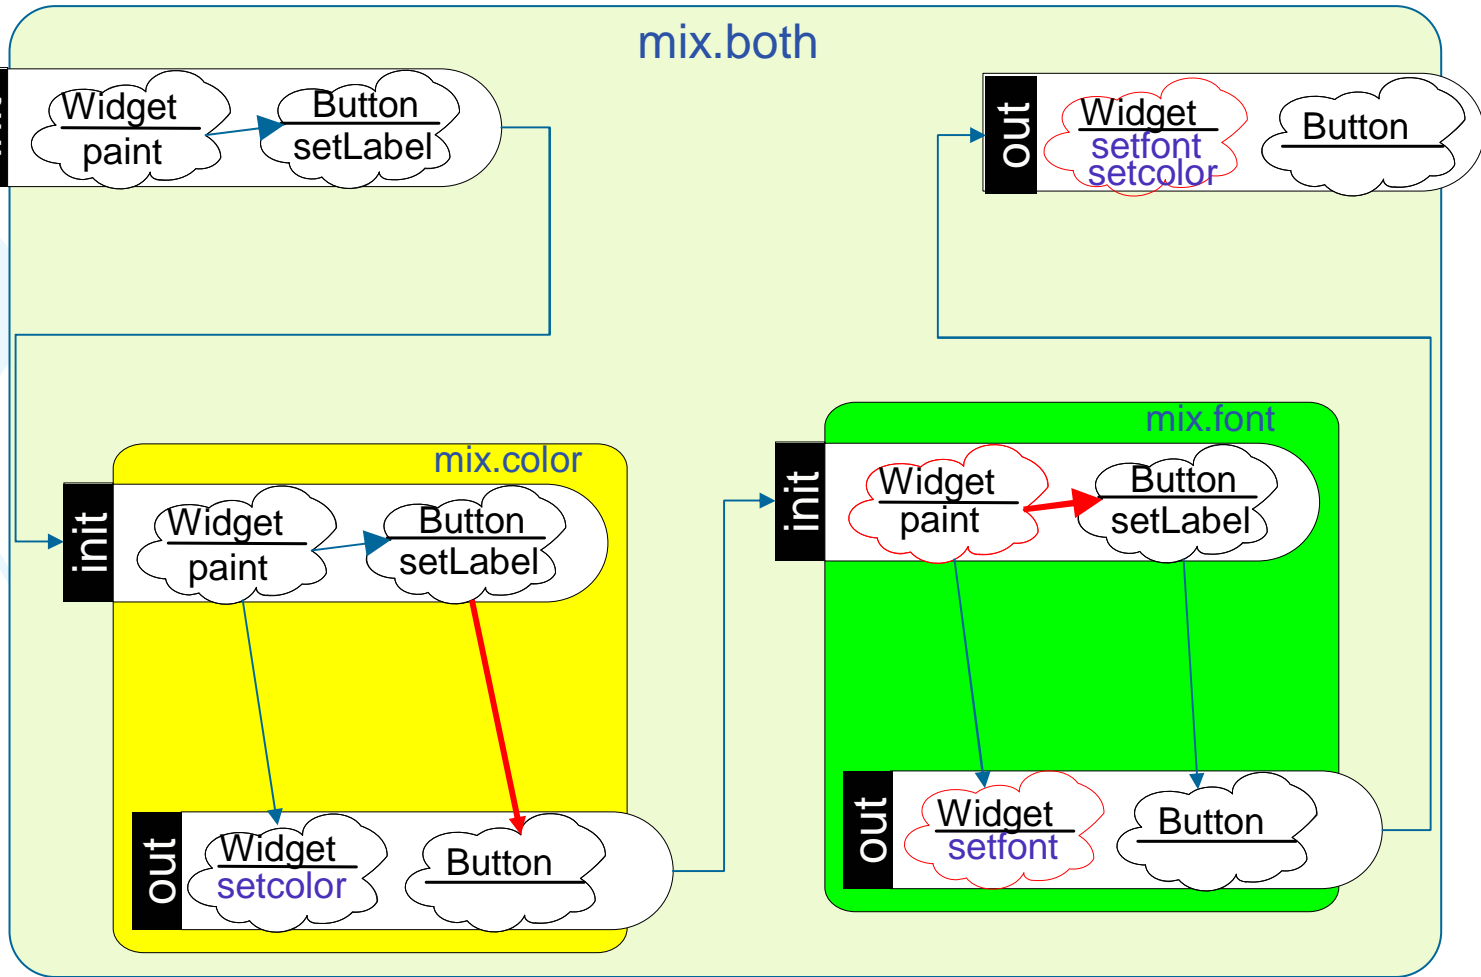 mix.both
Widget
paint
Button
setLabel
out
Widget
setfont
setcolor
Button
mix.color
init
Widget
paint
Button
setLabel
out
Widget
setcolor
Button
mix.font
init
Widget
paint
Button
setLabel
out
Widget
setfont
Button